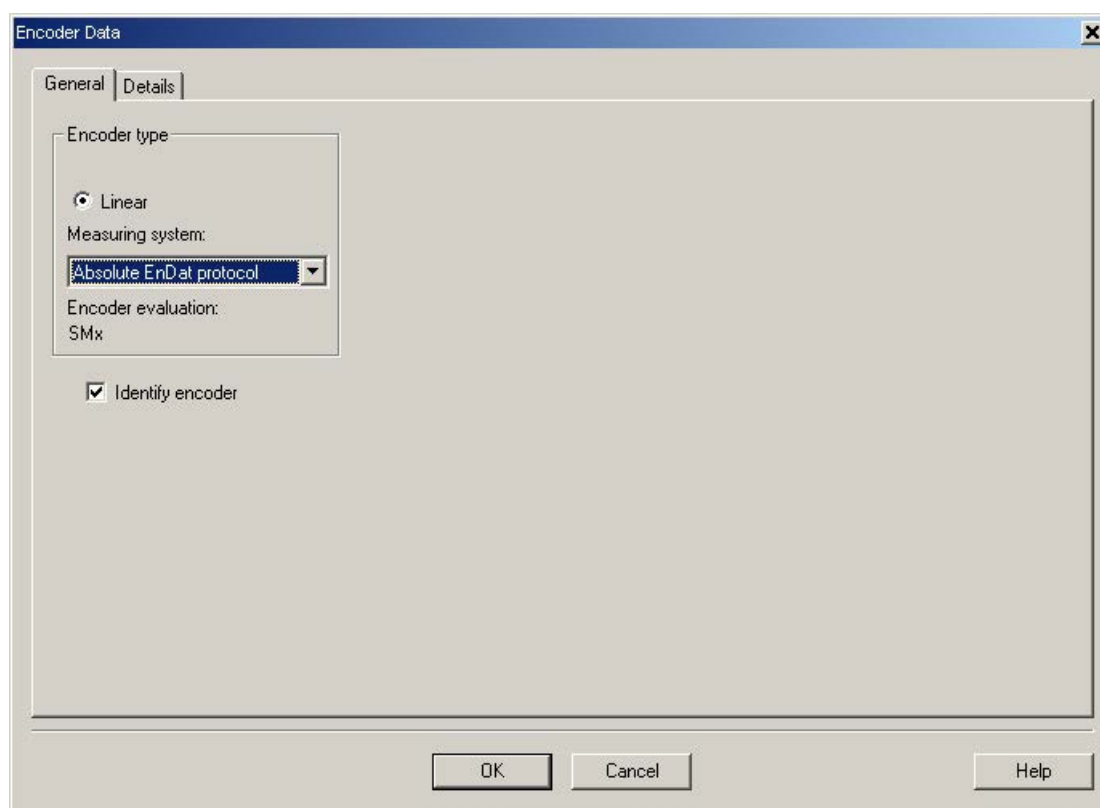 Encoder Data
General Details
Encoder type
Linear
Measuring system:
Absolute EnDat protocol
Encoder evaluation:
SMx
Identify encoder
OK Cancel Help